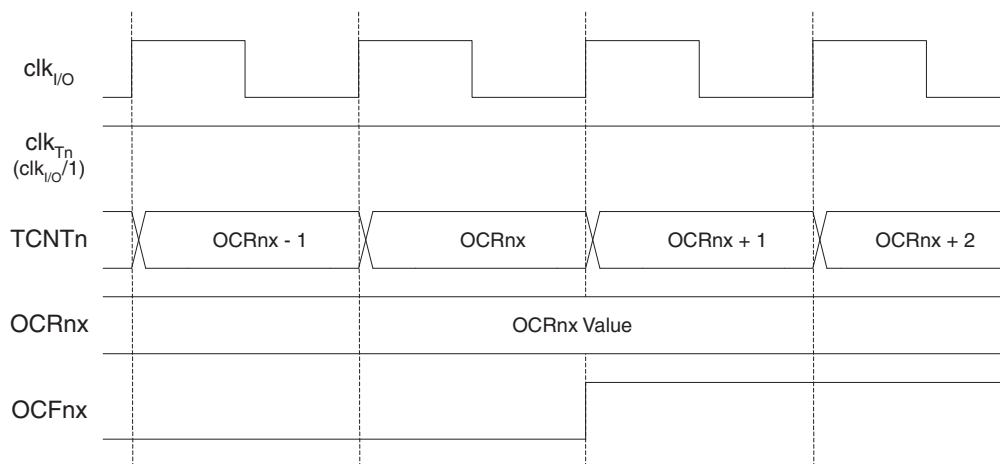 clkI/O
clkTn
(clkI/O/1)
TCNTn
OCRnx - 1
OCRnx
OCRnx + 1
OCRnx + 2
OCRnx
OCRnx Value
OCFnx